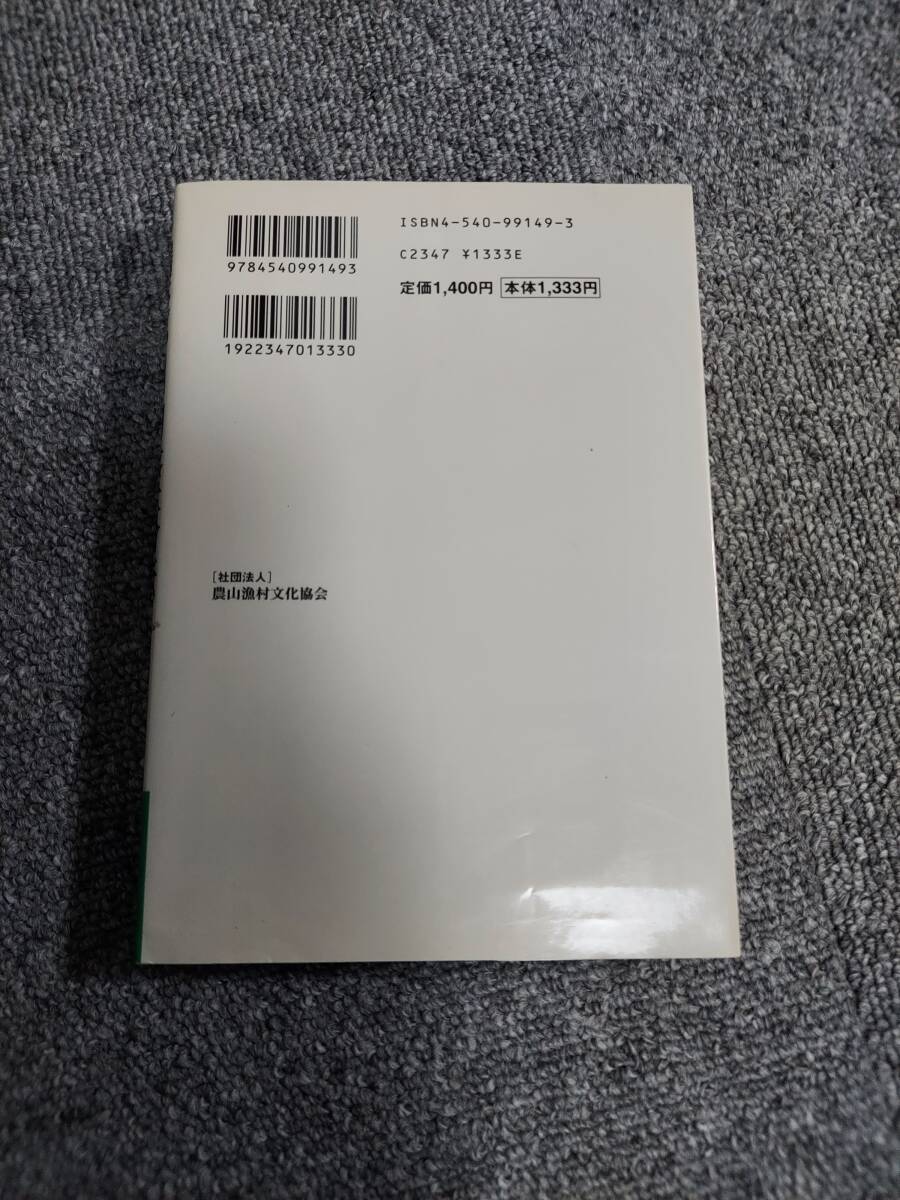 9784540991493
1922347013330
ISBN4-540-99149-3
C2347 ¥1333E
定価1,400円 本体1,333円
[社団法人]
農山漁村文化協会